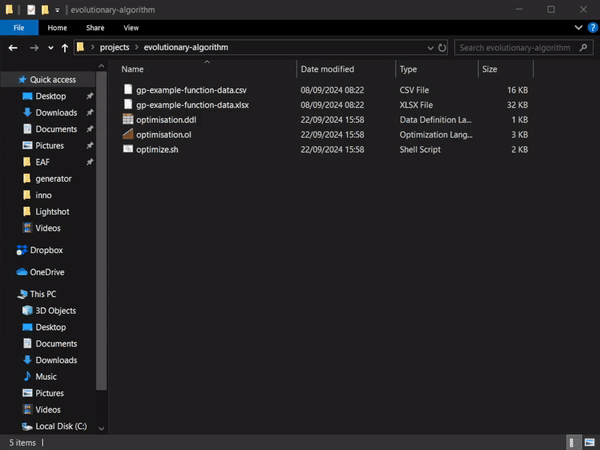 evolutionary-algorithm
File Home Share View
projects › evolutionary-algorithm Search evolutionary-algorithm
Name Date modified Type Size
Quick access
Desktop
Downloads
Documents
Pictures
EAF
generator
inno
Lightshot
Videos
Dropbox
OneDrive
This PC
3D Objects
Desktop
Documents
Downloads
Music
Pictures
Videos
Local Disk (C:)
gp-example-function-data.csv 08/09/2024 08:22 CSV File 16 KB
gp-example-function-data.xlsx 08/09/2024 08:22 XLSX File 32 KB
optimisation.ddl 22/09/2024 15:58 Data Definition La... 1 KB
optimisation.ol 22/09/2024 15:58 Optimization Lang... 3 KB
optimize.sh 22/09/2024 15:58 Shell Script 2 KB
5 items